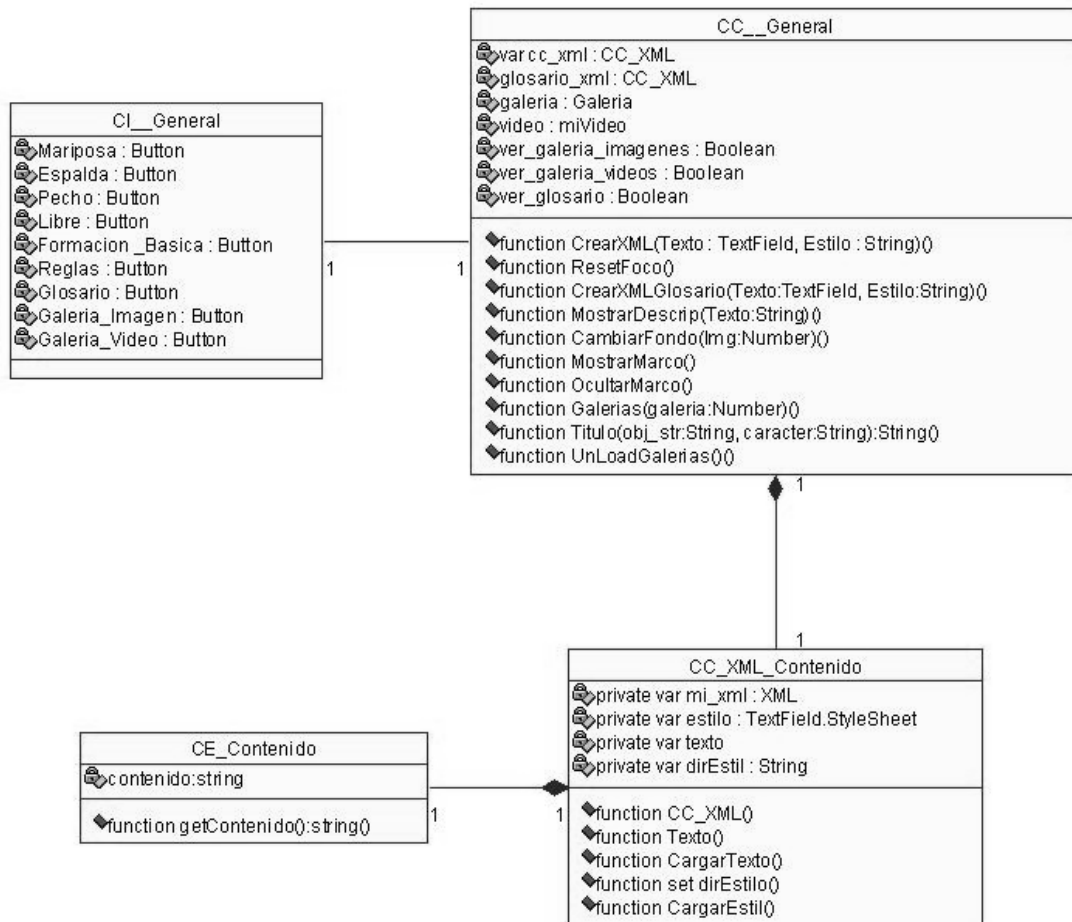 CC__General
var cc_xml : CC_XML
glosario_xml : CC_XML
galeria : Galeria
video : miVideo
ver_galeria_imagenes : Boolean
ver_galeria_videos : Boolean
ver_glosario : Boolean
function CrearXML(Texto : TextField, Estilo : String)()
function ResetFoco()
function CrearXMLGlosario(Texto:TextField, Estilo:String)()
function MostrarDescrip(Texto:String)()
function CambiarFondo(Img:Number)()
function MostrarMarco()
function OcultarMarco()
function Galerias(galeria:Number)()
function Titulo(obj_str:String, caracter:String):String()
function UnLoadGalerias()()
CI__General
Mariposa : Button
Espalda : Button
Pecho : Button
Libre : Button
Formacion _Basica : Button
Reglas : Button
Glosario : Button
Galeria_Imagen : Button
Galeria_Video : Button
1
1
1
1
CC_XML_Contenido
private var mi_xml : XML
private var estilo : TextField.StyleSheet
private var texto
private var dirEstil : String
function CC_XML()
function Texto()
function CargarTexto()
function set dirEstilo()
function CargarEstil()
CE_Contenido
contenido:string
function getContenido():string()
1
1